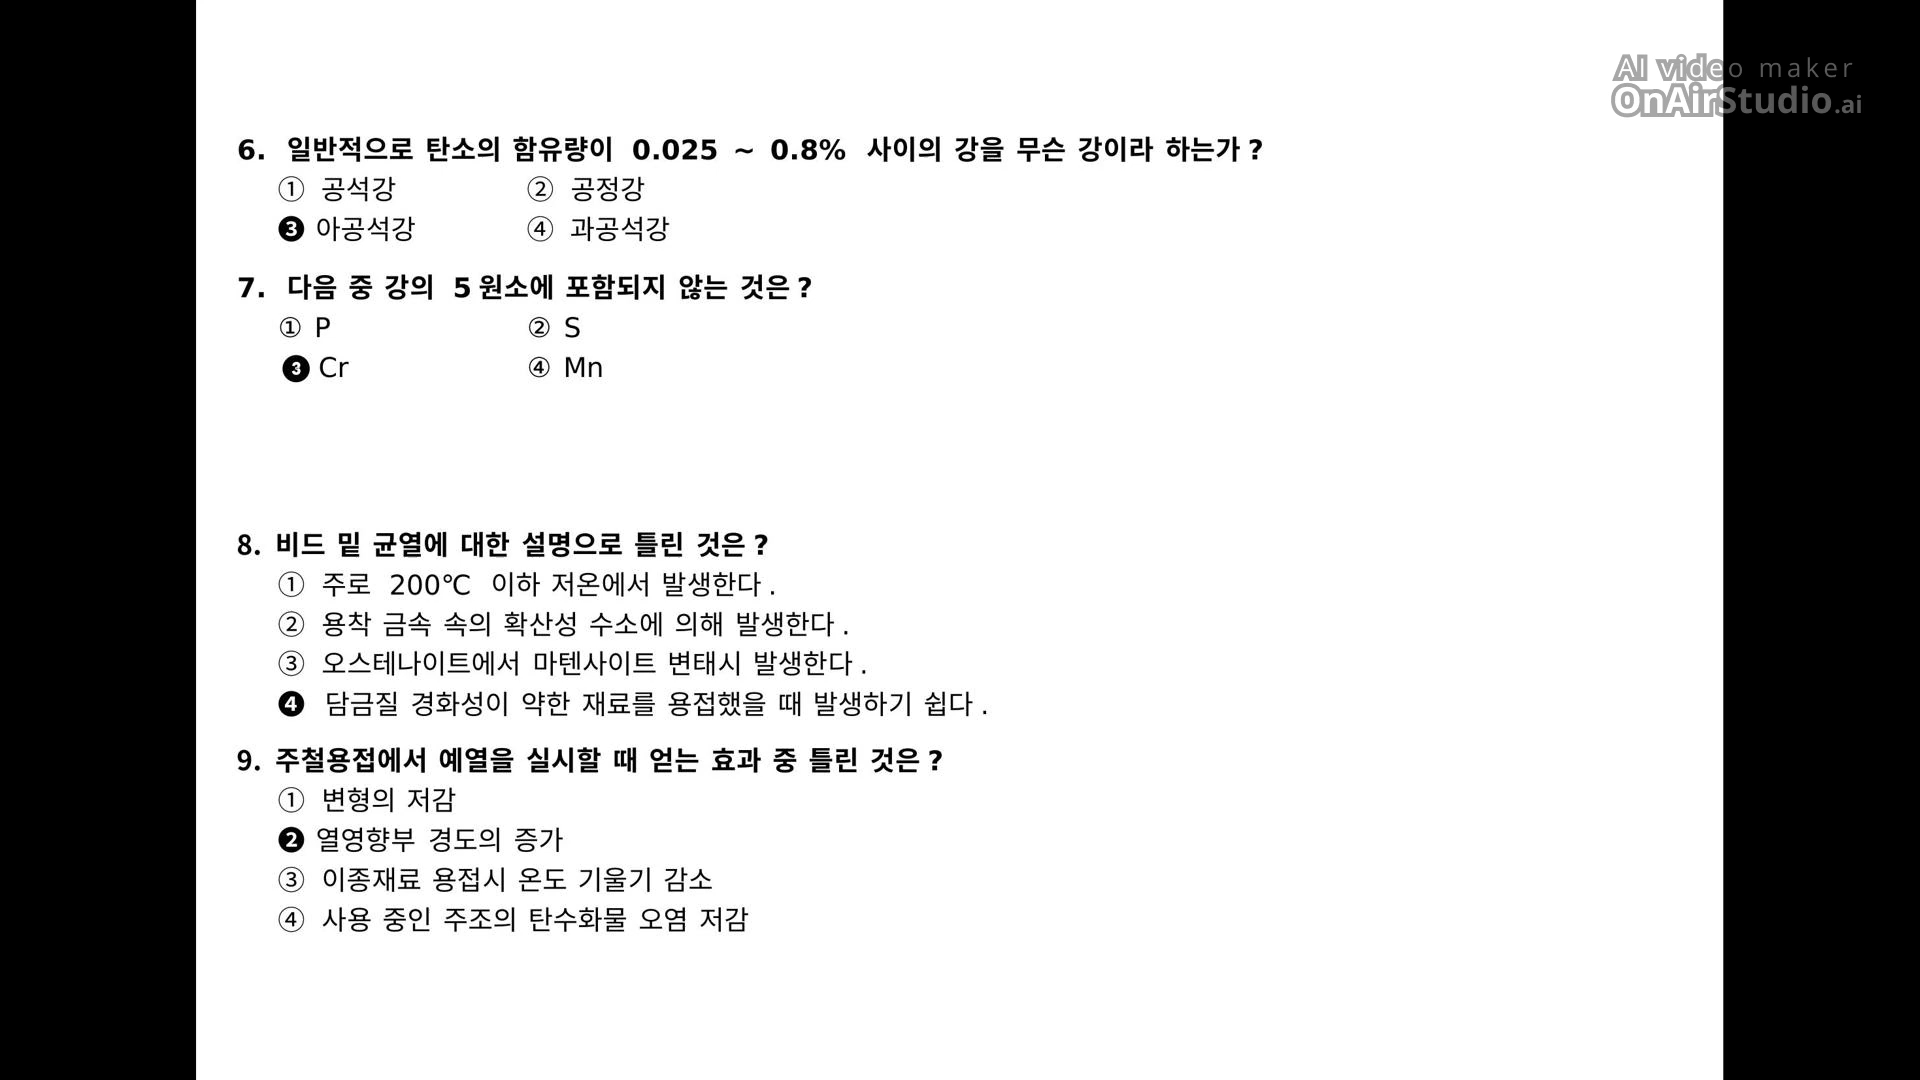 AI video maker
OnAirStudio.ai
6. 일반적으로 탄소의 함유량이 0.025 ~ 0.8% 사이의 강을 무슨 강이라 하는가?
① 공석강 ② 공정강
❸ 아공석강 ④ 과공석강
7. 다음 중 강의 5원소에 포함되지 않는 것은?
① P ② S
❸ Cr ④ Mn
8. 비드 밑 균열에 대한 설명으로 틀린 것은?
① 주로 200℃ 이하 저온에서 발생한다.
② 용착 금속 속의 확산성 수소에 의해 발생한다.
③ 오스테나이트에서 마텐사이트 변태시 발생한다.
❹ 담금질 경화성이 약한 재료를 용접했을 때 발생하기 쉽다.
9. 주철용접에서 예열을 실시할 때 얻는 효과 중 틀린 것은?
① 변형의 저감
❷ 열영향부 경도의 증가
③ 이종재료 용접시 온도 기울기 감소
④ 사용 중인 주조의 탄수화물 오염 저감